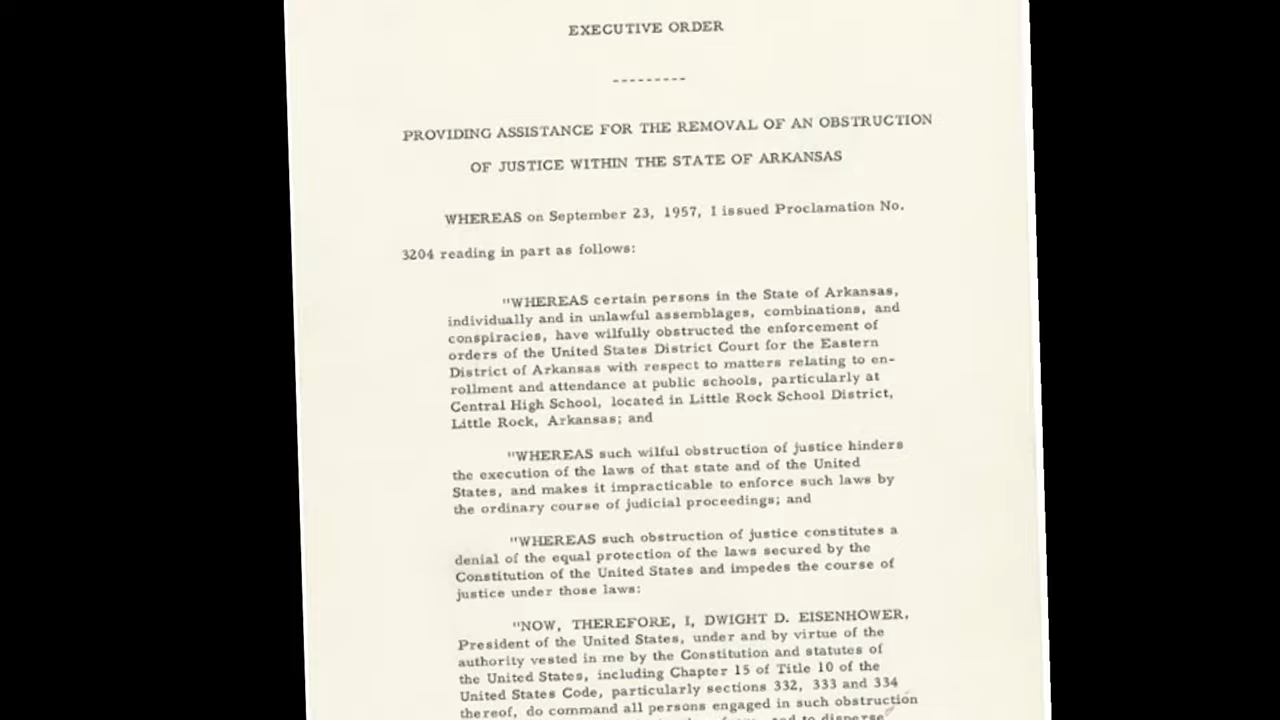 EXECUTIVE ORDER
---------
PROVIDING ASSISTANCE FOR THE REMOVAL OF AN OBSTRUCTION
OF JUSTICE WITHIN THE STATE OF ARKANSAS
WHEREAS on September 23, 1957, I issued Proclamation No.
3204 reading in part as follows:
"WHEREAS certain persons in the State of Arkansas,
individually and in unlawful assemblages, combinations, and
conspiracies, have wilfully obstructed the enforcement of
orders of the United States District Court for the Eastern
District of Arkansas with respect to matters relating to en-
rollment and attendance at public schools, particularly at
Central High School, located in Little Rock School District,
Little Rock, Arkansas; and
"WHEREAS such wilful obstruction of justice hinders
the execution of the laws of that state and of the United
States, and makes it impracticable to enforce such laws by
the ordinary course of judicial proceedings; and
"WHEREAS such obstruction of justice constitutes a
denial of the equal protection of the laws secured by the
Constitution of the United States and impedes the course of
justice under those laws:
"NOW, THEREFORE, I, DWIGHT D. EISENHOWER,
President of the United States, under and by virtue of the
authority vested in me by the Constitution and statutes of
the United States, including Chapter 15 of Title 10 of the
United States Code, particularly sections 332, 333 and 334
thereof, do command all persons engaged in such obstruction
and to disperse